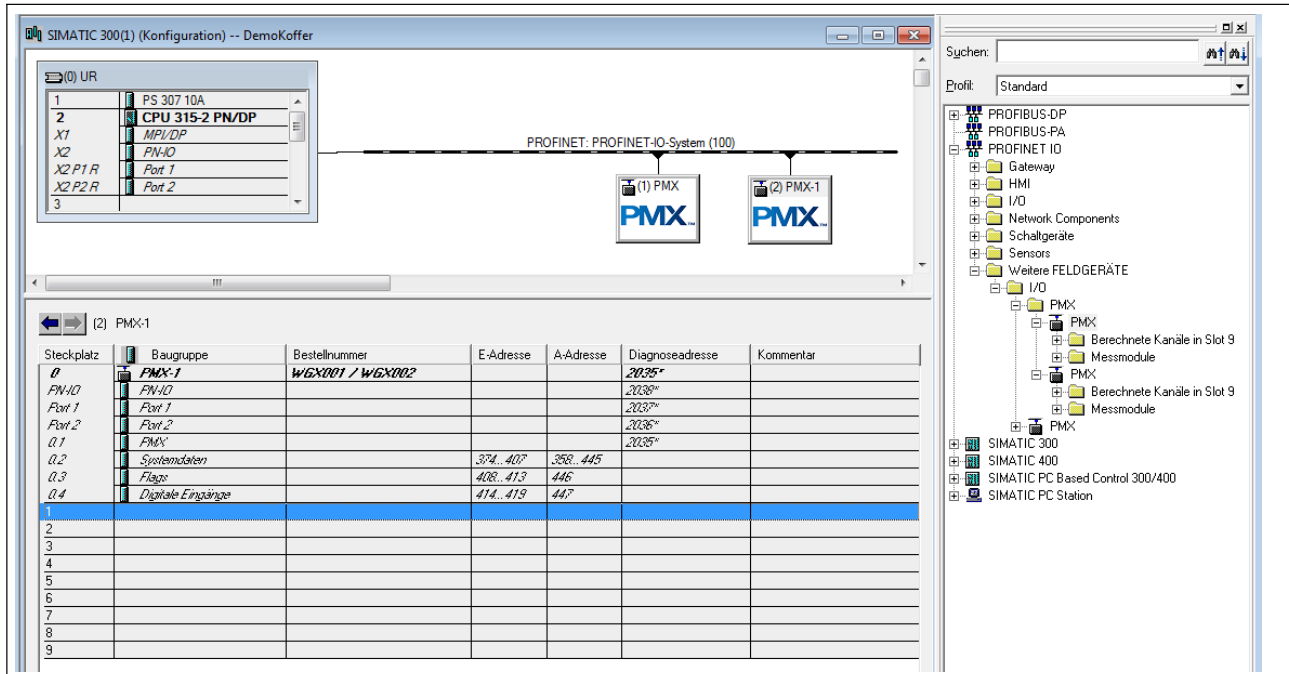 SIMATIC 300(1) (Konfiguration) -- DemoKoffer
(0) UR
1 PS 307 10A
2 CPU 315-2 PN/DP
X1 MPI/DP
X2 PN-IO
X2 P1 R Port 1
X2 P2 R Port 2
3
PROFINET: PROFINET-IO-System (100)
(1) PMX
PMX
(2) PMX-1
PMX
(2) PMX-1
Steckplatz Baugruppe Bestellnummer E-Adresse A-Adresse Diagnoseadresse Kommentar
0 PMX-1 WGX001 / WGX002 2035*
PN-IO PN-IO 2038*
Port 1 Port 1 2037*
Port 2 Port 2 2036*
0.1 PMX 2035*
0.2 Systemdaten 374...407 358...445
0.3 Flags 408...413 446
0.4 Digitale Eingänge 414...419 447
1
2
3
4
5
6
7
8
9
Suchen:
Profil: Standard
PROFIBUS-DP
PROFIBUS-PA
PROFINET IO
Gateway
HMI
I/O
Network Components
Schaltgeräte
Sensors
Weitere FELDGERÄTE
I/O
PMX
PMX
Berechnete Kanäle in Slot 9
Messmodule
PMX
Berechnete Kanäle in Slot 9
Messmodule
PMX
SIMATIC 300
SIMATIC 400
SIMATIC PC Based Control 300/400
SIMATIC PC Station